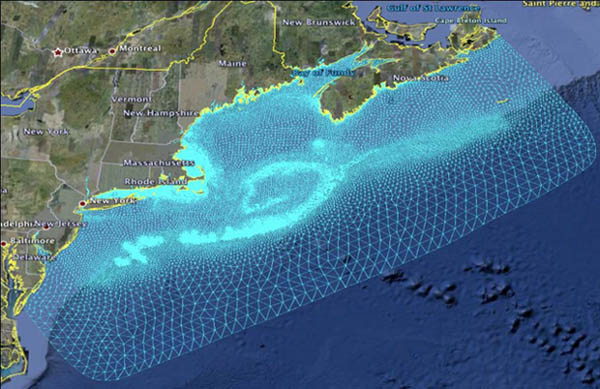 Saint Pierre and
Gulf of St Lawrence
New Brunswick
Cape Breton Island
Ottawa
Montreal
Maine
Bay of Fundy
Nova Scotia
Vermont
New Hampshire
New York
Massachusetts
Rhode Island
New York
adelphi New Jersey
Baltimore
Delaware